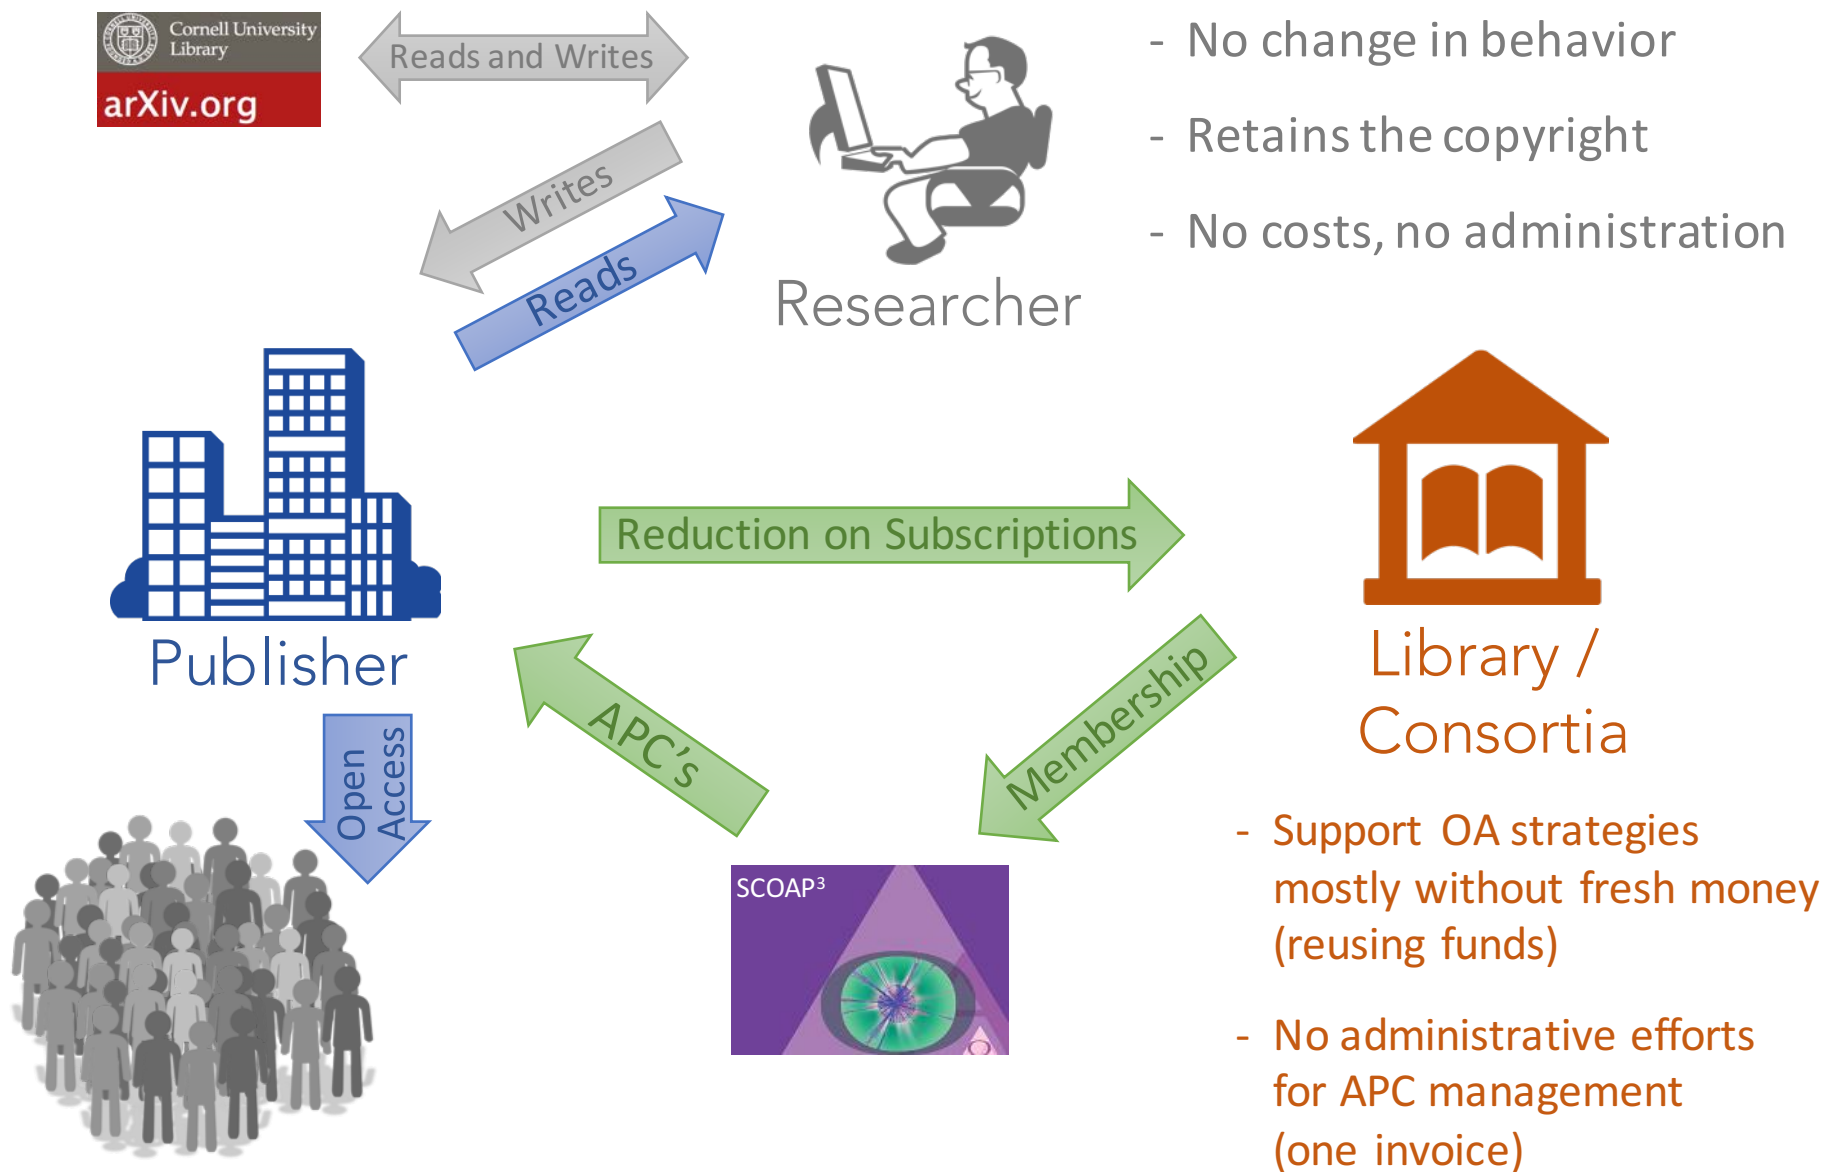 Cornell University
Library
arXiv.org
Reads and Writes
- No change in behavior
- Retains the copyright
- No costs, no administration
Writes
Reads
Researcher
Reduction on Subscriptions
Publisher
Library /
Consortia
Membership
APC's
Open
Access
SCOAP³
- Support OA strategies
mostly without fresh money
(reusing funds)
- No administrative efforts
for APC management
(one invoice)